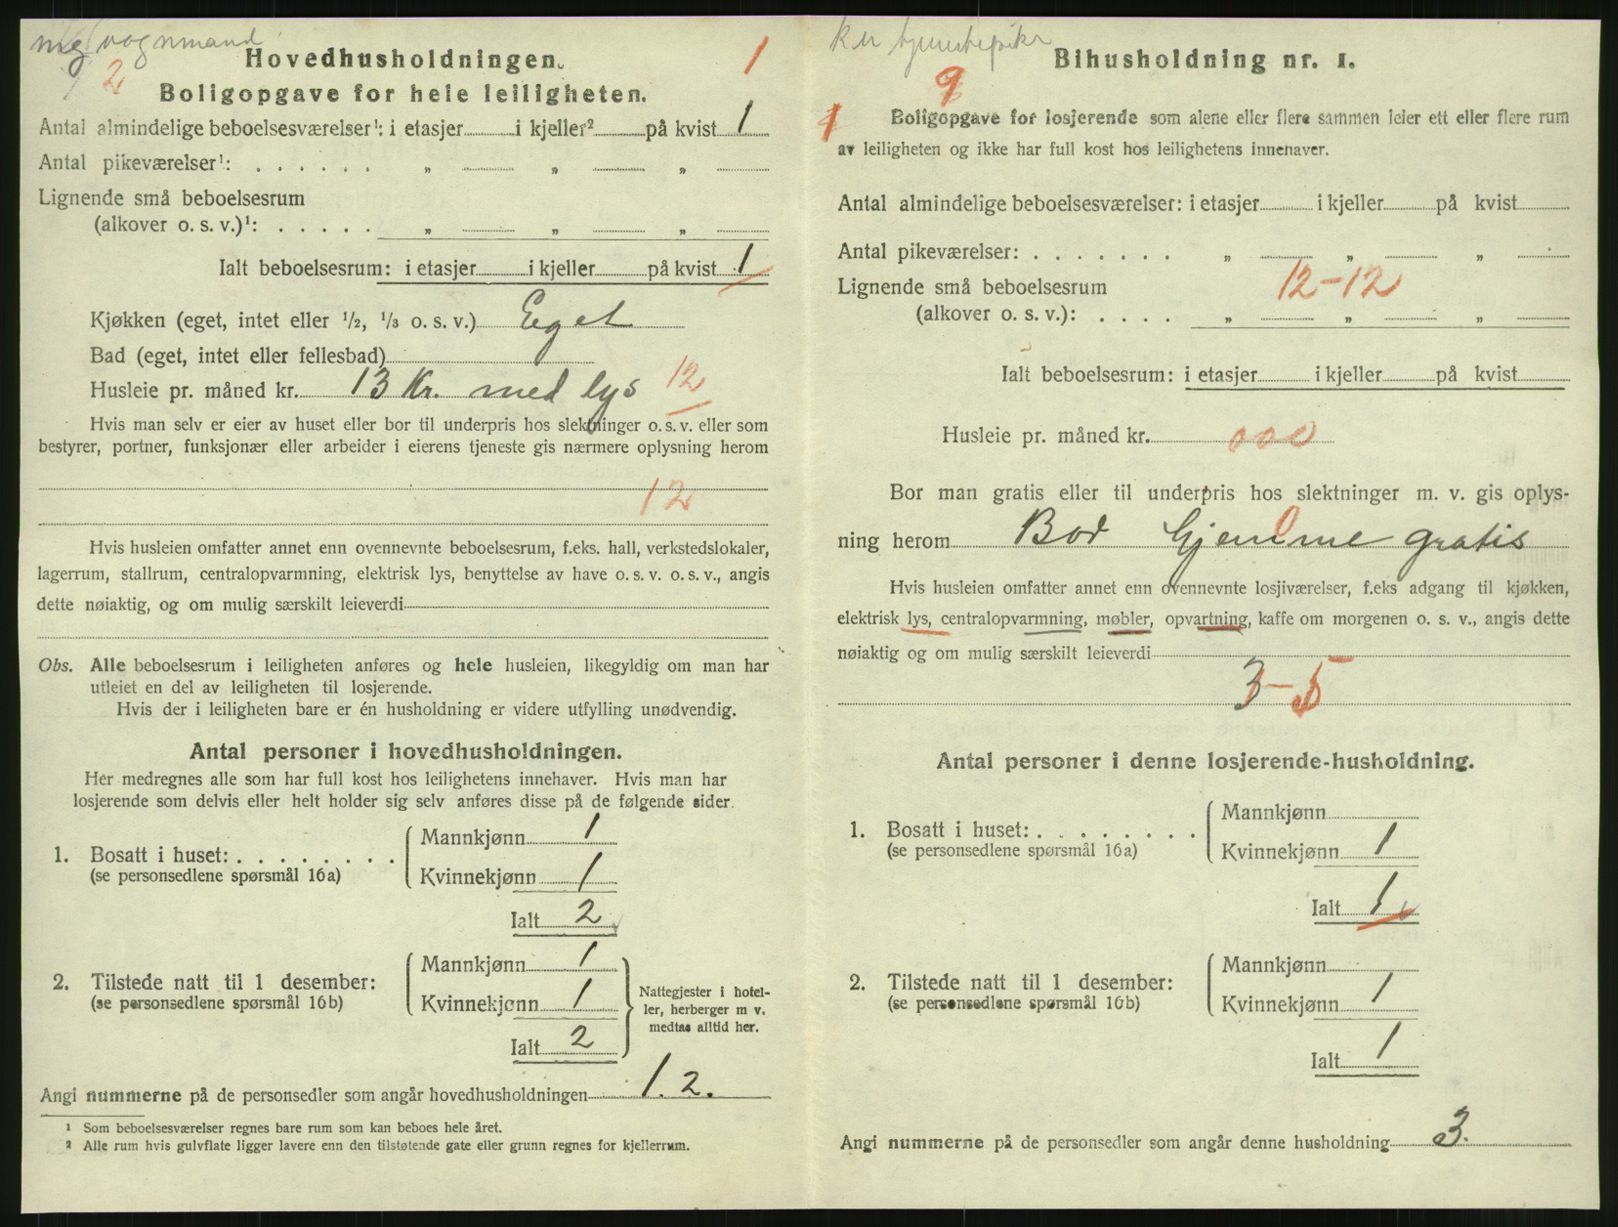 vognmand
Hovedhusholdningen.
1
2
Boligopgave for hele leiligheten.
Antal almindelige beboelsesværelser¹: i etasjer i kjeller² på kvist 1
Antal pikeværelser¹: . . . . . . „ „ „
Lignende små beboelsesrum
(alkover o. s. v.)¹: . . . . . „ „ „
Ialt beboelsesrum: i etasjer i kjeller på kvist 1
Kjøkken (eget, intet eller ½, ⅓ o. s. v.) Eget
Bad (eget, intet eller fellesbad)
Husleie pr. måned kr. 13 Kr. med lys 12
Hvis man selv er eier av huset eller bor til underpris hos slektninger o. s. v. eller som
bestyrer, portner, funksjonær eller arbeider i eierens tjeneste gis nærmere oplysning herom
12
Hvis husleien omfatter annet enn ovennevnte beboelsesrum, f.eks. hall, verkstedslokaler,
lagerrum, stallrum, centralopvarmning, elektrisk lys, benyttelse av have o. s. v. o. s. v., angis
dette nøiaktig, og om mulig særskilt leieverdi
Obs. Alle beboelsesrum i leiligheten anføres og hele husleien, likegyldig om man har
utleiet en del av leiligheten til losjerende.
Hvis der i leiligheten bare er én husholdning er videre utfylling unødvendig.
Antal personer i hovedhusholdningen.
Her medregnes alle som har full kost hos leilighetens innehaver. Hvis man har
losjerende som delvis eller helt holder sig selv anføres disse på de følgende sider.
Mannkjønn 1
1. Bosatt i huset: . . . . . . . .
(se personsedlene spørsmål 16a)
Kvinnekjønn 1
Ialt 2
Mannkjønn 1
2. Tilstede natt til 1 desember:
(se personsedlene spørsmål 16b)
Kvinnekjønn 1
Ialt 2
Nattegjester i hotel-
ler, herberger m v.
medtas alltid her.
Angi nummerne på de personsedler som angår hovedhusholdningen 1. 2.
¹ Som beboelsesværelser regnes bare rum som kan beboes hele året.
² Alle rum hvis gulvflate ligger lavere enn den tilstøtende gate eller grunn regnes for kjellerrum.
Bihusholdning nr. 1.
9
1
Boligopgave for losjerende som alene eller flere sammen leier ett eller flere rum
av leiligheten og ikke har full kost hos leilighetens innenaver.
Antal almindelige beboelsesværelser: i etasjer i kjeller på kvist
Antal pikeværelser: . . . . . . . „ „ „
Lignende små beboelsesrum 12-12
(alkover o. s. v.): . . . . „ „ „
Ialt beboelsesrum: i etasjer i kjeller på kvist
Husleie pr. måned kr. 000
Bor man gratis eller til underpris hos slektninger m. v. gis oplys-
ning herom Bor Hjemme gratis
0
Hvis husleien omfatter annet enn ovennevnte losjiværelser, f.eks adgang til kjøkken,
elektrisk lys, centralopvarmning, møbler, opvartning, kaffe om morgenen o. s. v., angis dette
nøiaktig og om mulig særskilt leieverdi
3-5
Antal personer i denne losjerende-husholdning.
Mannkjønn
1. Bosatt i huset: . . . . . . . .
(se personsedlene spørsmål 16a)
Kvinnekjønn 1
Ialt 1
Mannkjønn
2. Tilstede natt til 1 desember:
(se personsedlene spørsmål 16b)
Kvinnekjønn 1
Ialt 1
Angi nummerne på de personsedler som angår denne husholdning 3.